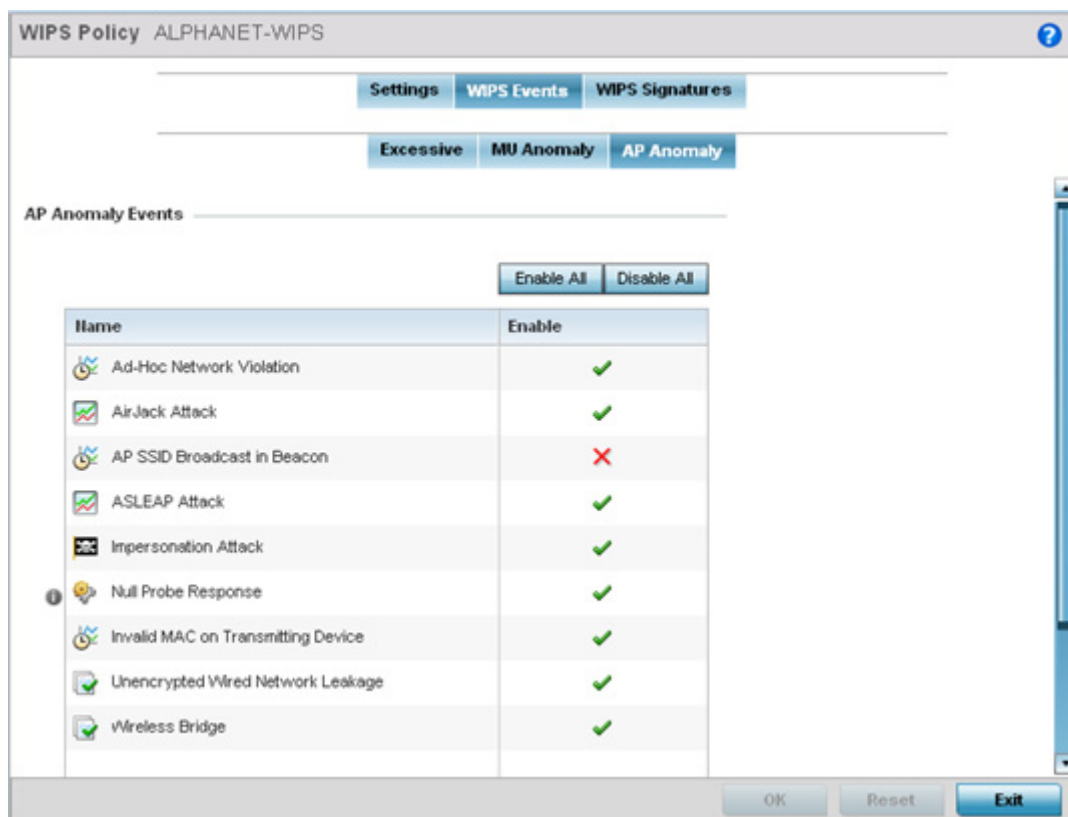 WIPS Policy ALPHANET-WIPS
Settings WIPS Events WIPS Signatures
Excessive MU Anomaly AP Anomaly
AP Anomaly Events
Enable All Disable All
Name Enable
Ad-Hoc Network Violation
AirJack Attack
AP SSID Broadcast in Beacon
ASLEAP Attack
Impersonation Attack
Null Probe Response
Invalid MAC on Transmitting Device
Unencrypted Wired Network Leakage
Wireless Bridge
OK Reset Exit